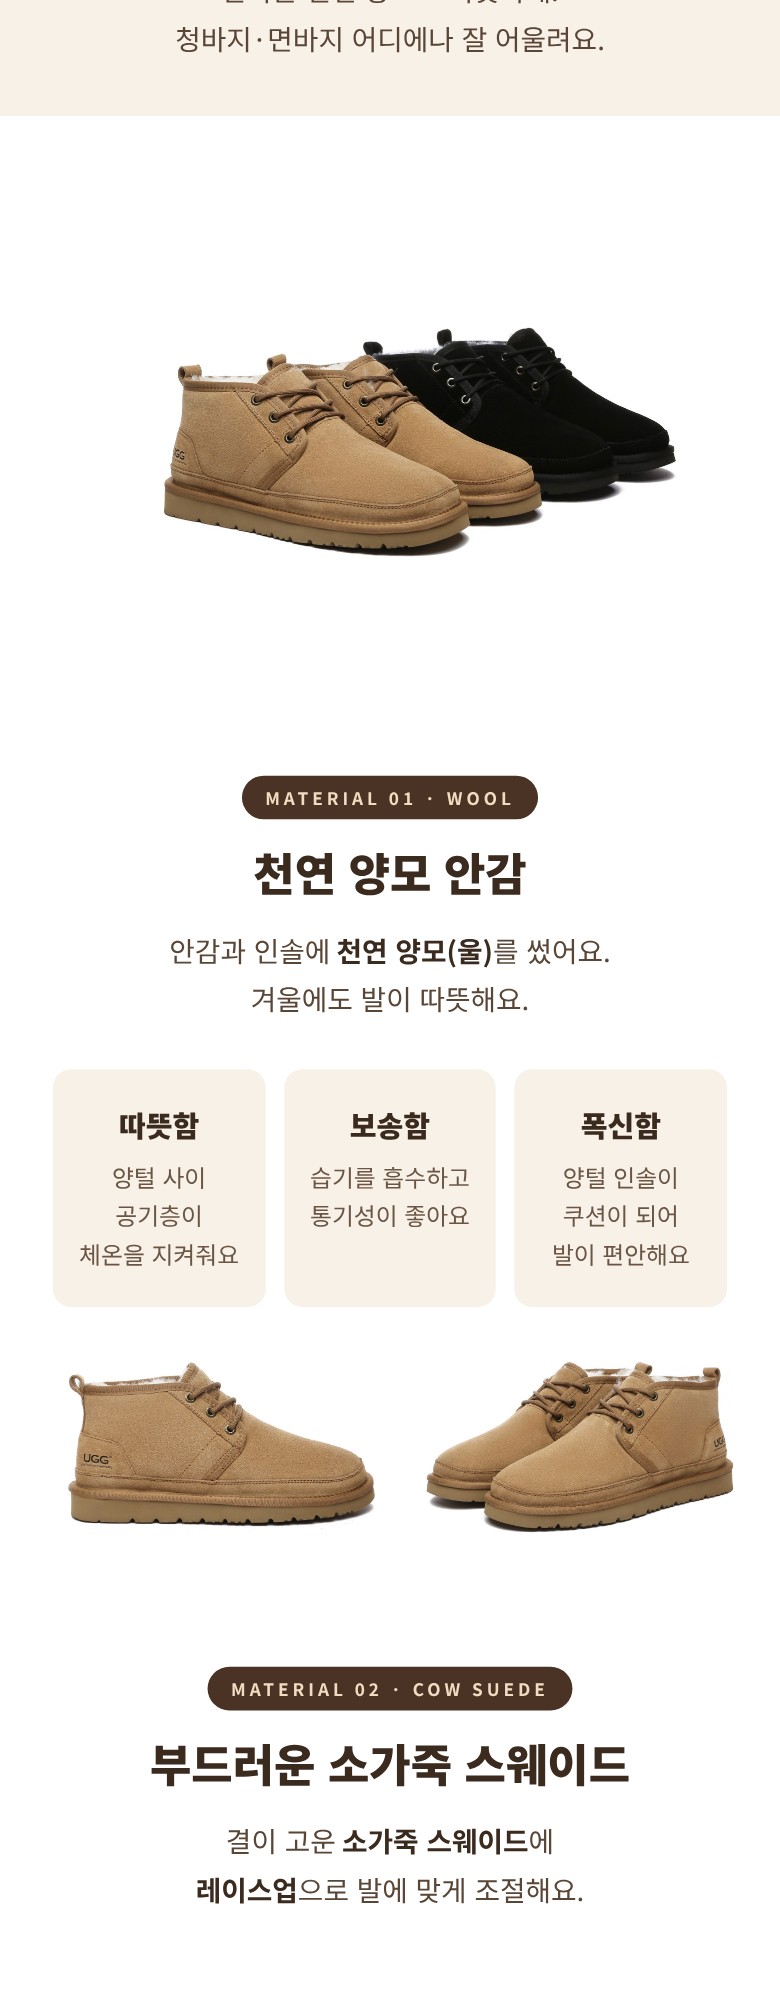 청바지·면바지 어디에나 잘 어울려요.
UGG
MATERIAL 01 · WOOL
천연 양모 안감
안감과 인솔에 천연 양모(울)를 썼어요.
겨울에도 발이 따뜻해요.
따뜻함
양털 사이
공기층이
체온을 지켜줘요
보송함
습기를 흡수하고
통기성이 좋아요
폭신함
양털 인솔이
쿠션이 되어
발이 편안해요
UGG
MATERIAL 02 · COW SUEDE
부드러운 소가죽 스웨이드
결이 고운 소가죽 스웨이드에
레이스업으로 발에 맞게 조절해요.